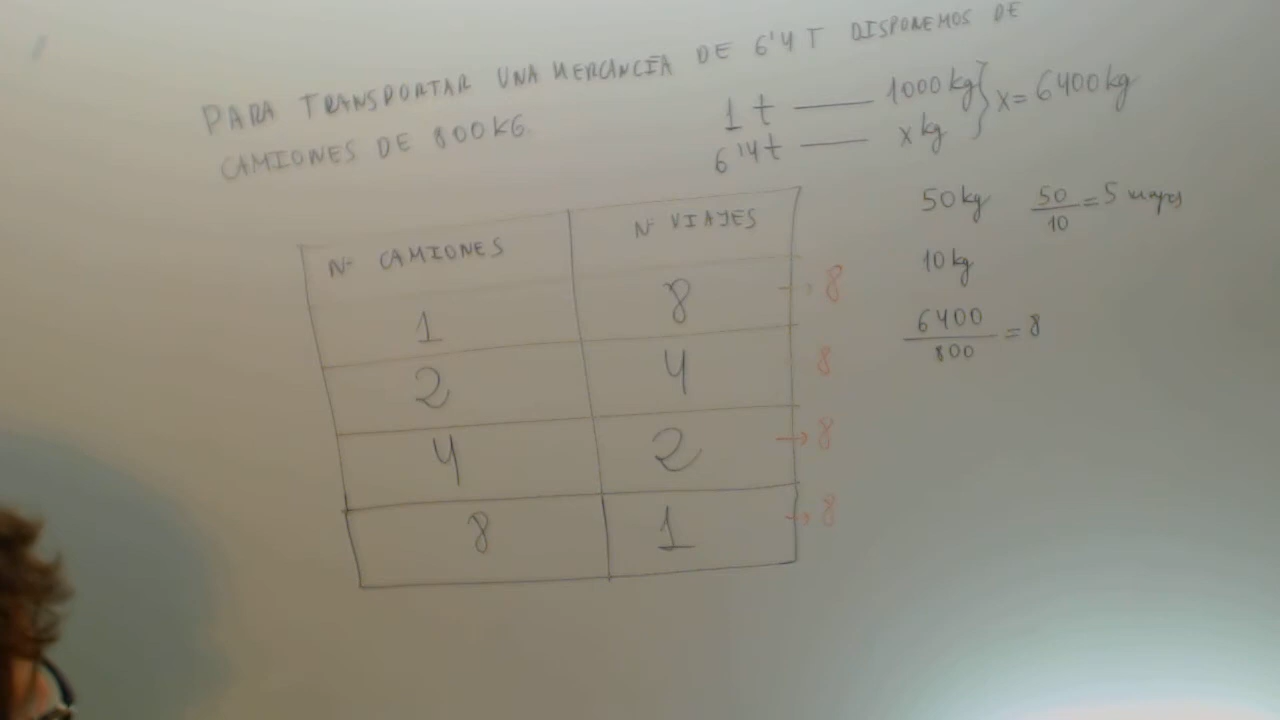 PARA TRANSPORTAR UNA MERCANCÍA DE 6'4 T DISPONEMOS DE
CAMIONES DE 800KG.
1 t —— 1000 kg } x = 6400 kg
6'4 t —— x kg
50 kg 50/10 = 5 viajes
10 kg
6400/800 = 8
Nº CAMIONES Nº VIAJES
1 8 → 8
2 4 8
4 2 → 8
8 1 → 8